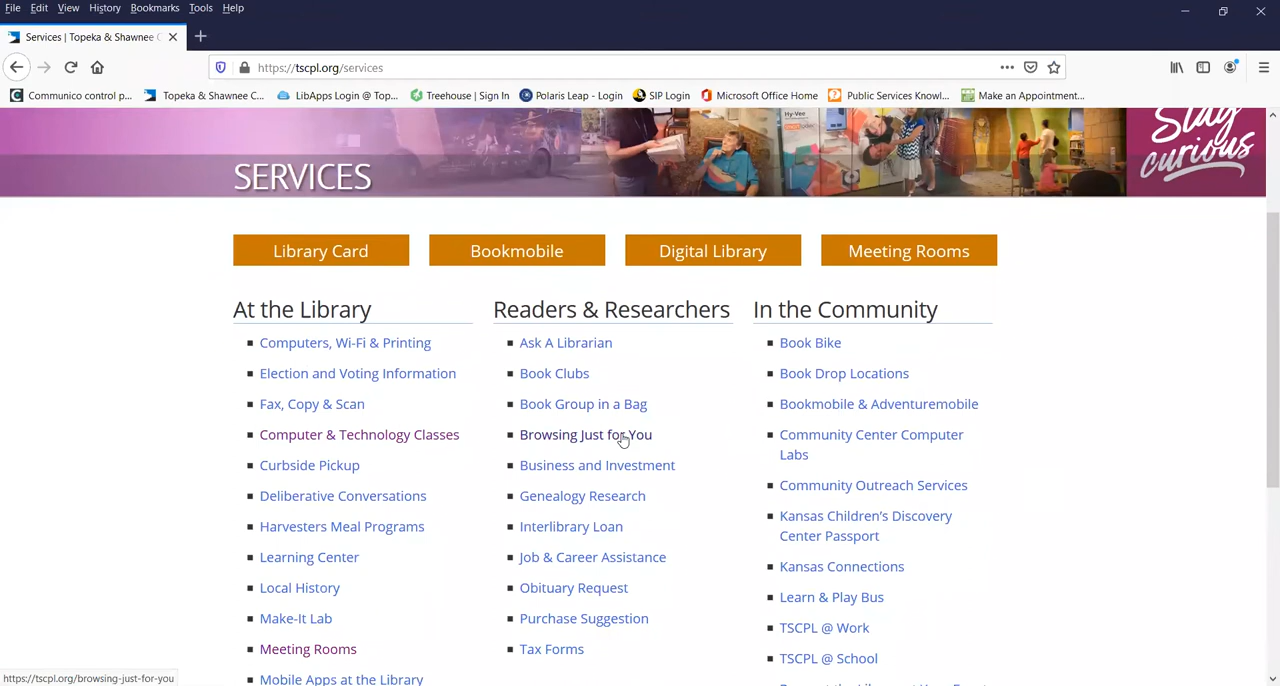 File Edit View History Bookmarks Tools Help
Services | Topeka & Shawnee C
https://tscpl.org/services
Communico control p... Topeka & Shawnee C... LibApps Login @ Top... Treehouse | Sign In Polaris Leap - Login SIP Login Microsoft Office Home Public Services Knowl... Make an Appointment...
Hy-Vee
Stay
curious
SERVICES
Library Card Bookmobile Digital Library Meeting Rooms
At the Library
Computers, Wi-Fi & Printing
Election and Voting Information
Fax, Copy & Scan
Computer & Technology Classes
Curbside Pickup
Deliberative Conversations
Harvesters Meal Programs
Learning Center
Local History
Make-It Lab
Meeting Rooms
Mobile Apps at the Library
Readers & Researchers
Ask A Librarian
Book Clubs
Book Group in a Bag
Browsing Just for You
Business and Investment
Genealogy Research
Interlibrary Loan
Job & Career Assistance
Obituary Request
Purchase Suggestion
Tax Forms
In the Community
Book Bike
Book Drop Locations
Bookmobile & Adventuremobile
Community Center Computer
Labs
Community Outreach Services
Kansas Children's Discovery
Center Passport
Kansas Connections
Learn & Play Bus
TSCPL @ Work
TSCPL @ School
https://tscpl.org/browsing-just-for-you